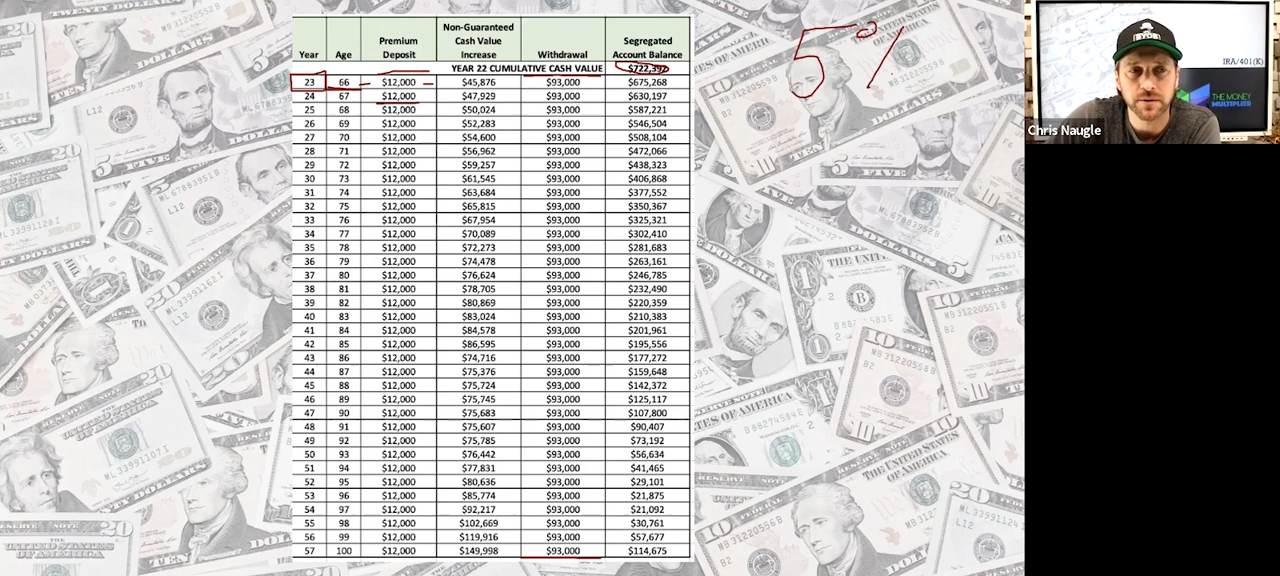 Year Age Premium Deposit Non-Guaranteed Cash Value Increase Withdrawal Segregated Account Balance
YEAR 22 CUMULATIVE CASH VALUE $722,392
23 66 $12,000 $45,876 $93,000 $675,268
24 67 $12,000 $47,929 $93,000 $630,197
25 68 $12,000 $50,024 $93,000 $587,221
26 69 $12,000 $52,283 $93,000 $546,504
27 70 $12,000 $54,600 $93,000 $508,104
28 71 $12,000 $56,962 $93,000 $472,066
29 72 $12,000 $59,257 $93,000 $438,323
30 73 $12,000 $61,545 $93,000 $406,868
31 74 $12,000 $63,684 $93,000 $377,552
32 75 $12,000 $65,815 $93,000 $350,367
33 76 $12,000 $67,954 $93,000 $325,321
34 77 $12,000 $70,089 $93,000 $302,410
35 78 $12,000 $72,273 $93,000 $281,683
36 79 $12,000 $74,478 $93,000 $263,161
37 80 $12,000 $76,624 $93,000 $246,785
38 81 $12,000 $78,705 $93,000 $232,490
39 82 $12,000 $80,869 $93,000 $220,359
40 83 $12,000 $83,024 $93,000 $210,383
41 84 $12,000 $84,578 $93,000 $201,961
42 85 $12,000 $86,595 $93,000 $195,556
43 86 $12,000 $74,716 $93,000 $177,272
44 87 $12,000 $75,376 $93,000 $159,648
45 88 $12,000 $75,724 $93,000 $142,372
46 89 $12,000 $75,745 $93,000 $125,117
47 90 $12,000 $75,683 $93,000 $107,800
48 91 $12,000 $75,607 $93,000 $90,407
49 92 $12,000 $75,785 $93,000 $73,192
50 93 $12,000 $76,442 $93,000 $56,634
51 94 $12,000 $77,831 $93,000 $41,465
52 95 $12,000 $80,636 $93,000 $29,101
53 96 $12,000 $85,774 $93,000 $21,875
54 97 $12,000 $92,217 $93,000 $21,092
55 98 $12,000 $102,669 $93,000 $30,761
56 99 $12,000 $119,916 $93,000 $57,677
57 100 $12,000 $149,998 $93,000 $114,675
5%
BYOB
IRA/401(K)
THE MONEY
MULTIPLIER
Chris Naugle